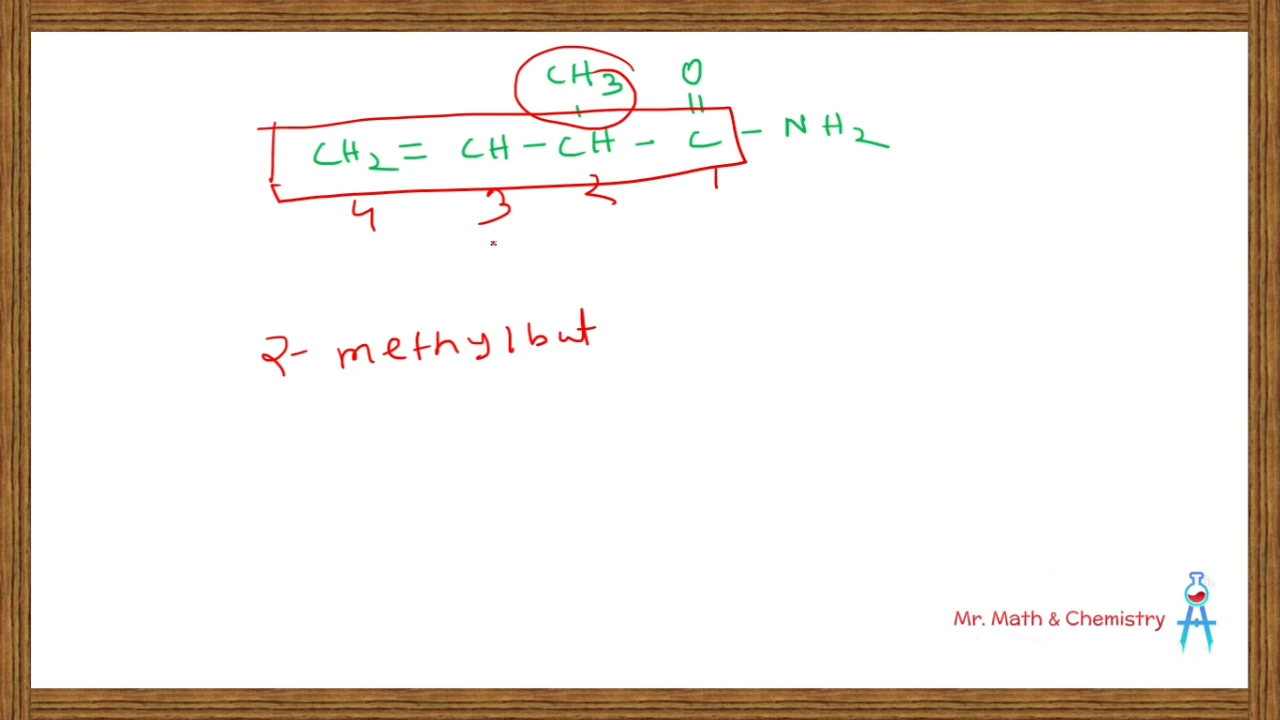 CH3 O
CH2 = CH - CH - C - NH2
4 3 2 1
2- methylbut
Mr. Math & Chemistry